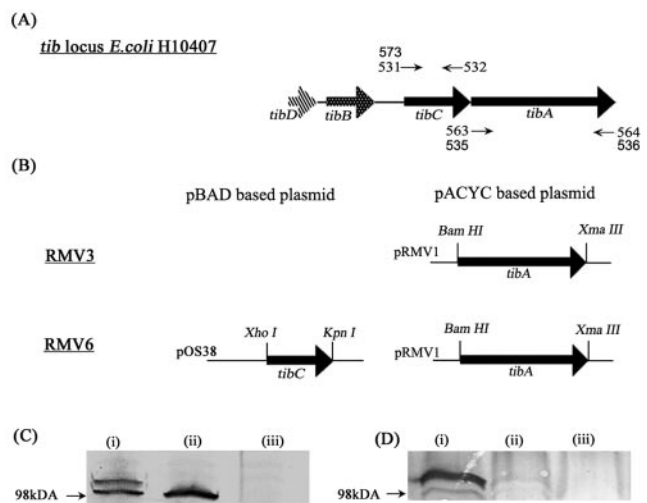 (A)
tib locus E.coli H10407
573
531 532
tibD tibB tibC tibA
563 564
535 536
(B)
pBAD based plasmid pACYC based plasmid
Bam HI Xma III
RMV3 pRMV1
tibA
Xho I Kpn I Bam HI Xma III
RMV6 pOS38 pRMV1
tibC tibA
(C) (i) (ii) (iii) (D) (i) (ii) (iii)
98kDA 98kDA